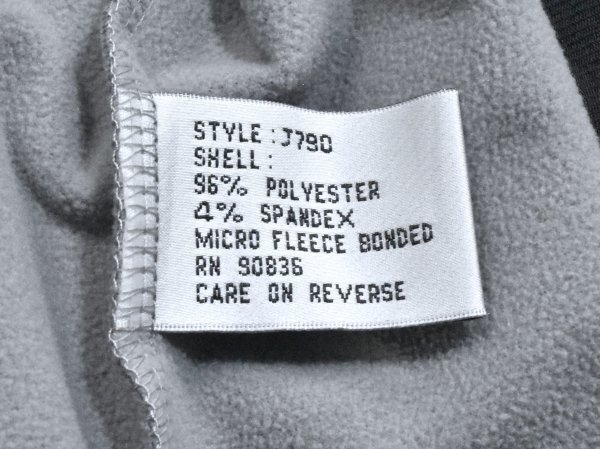 STYLE : J790
SHELL :
96% POLYESTER
4% SPANDEX
MICRO FLEECE BONDED
RN 90836
CARE ON REVERSE